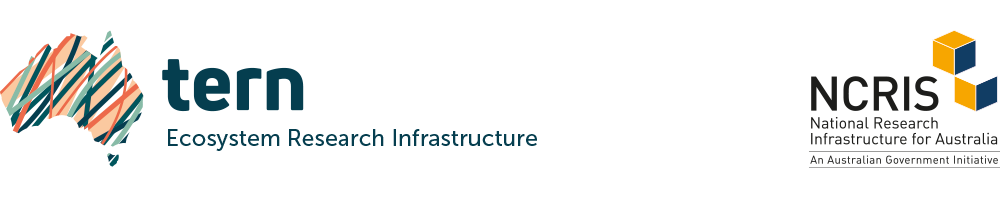 tern
Ecosystem Research Infrastructure
NCRIS
National Research
Infrastructure for Australia
An Australian Government Initiative